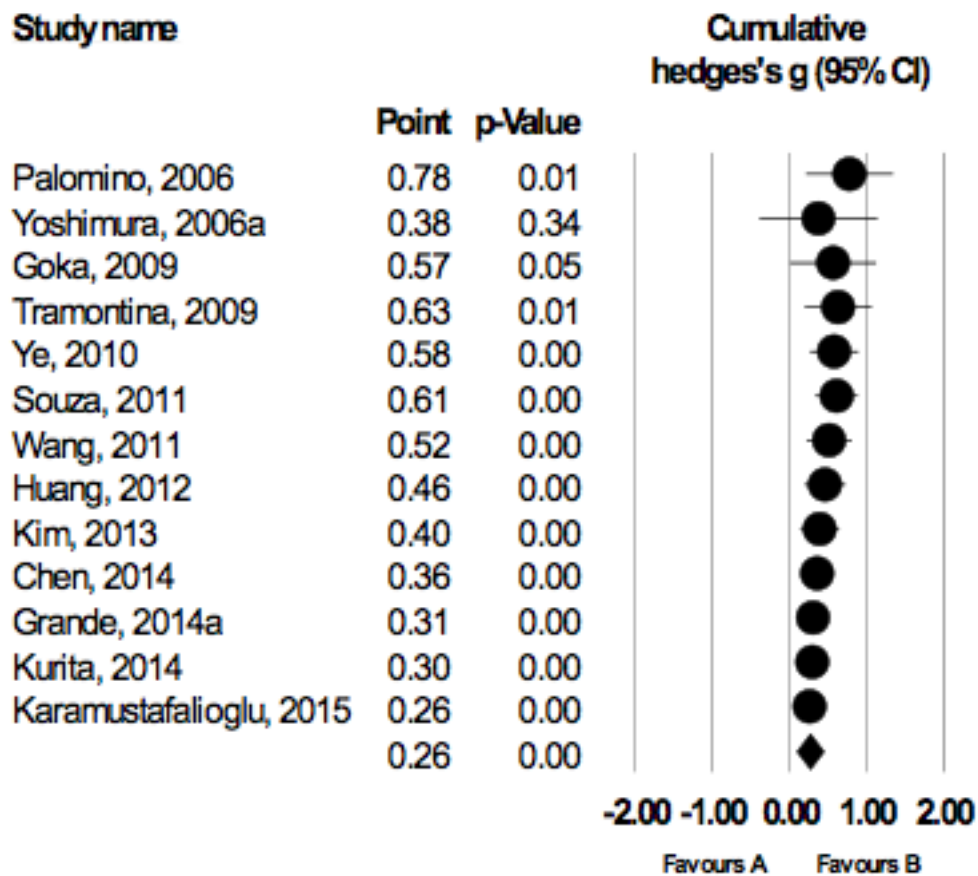 Study name Cumulative
hedges's g (95% CI)
Point p-Value
Palomino, 2006 0.78 0.01
Yoshimura, 2006a 0.38 0.34
Goka, 2009 0.57 0.05
Tramontina, 2009 0.63 0.01
Ye, 2010 0.58 0.00
Souza, 2011 0.61 0.00
Wang, 2011 0.52 0.00
Huang, 2012 0.46 0.00
Kim, 2013 0.40 0.00
Chen, 2014 0.36 0.00
Grande, 2014a 0.31 0.00
Kurita, 2014 0.30 0.00
Karamustafalioglu, 2015 0.26 0.00
0.26 0.00
-2.00 -1.00 0.00 1.00 2.00
Favours A Favours B